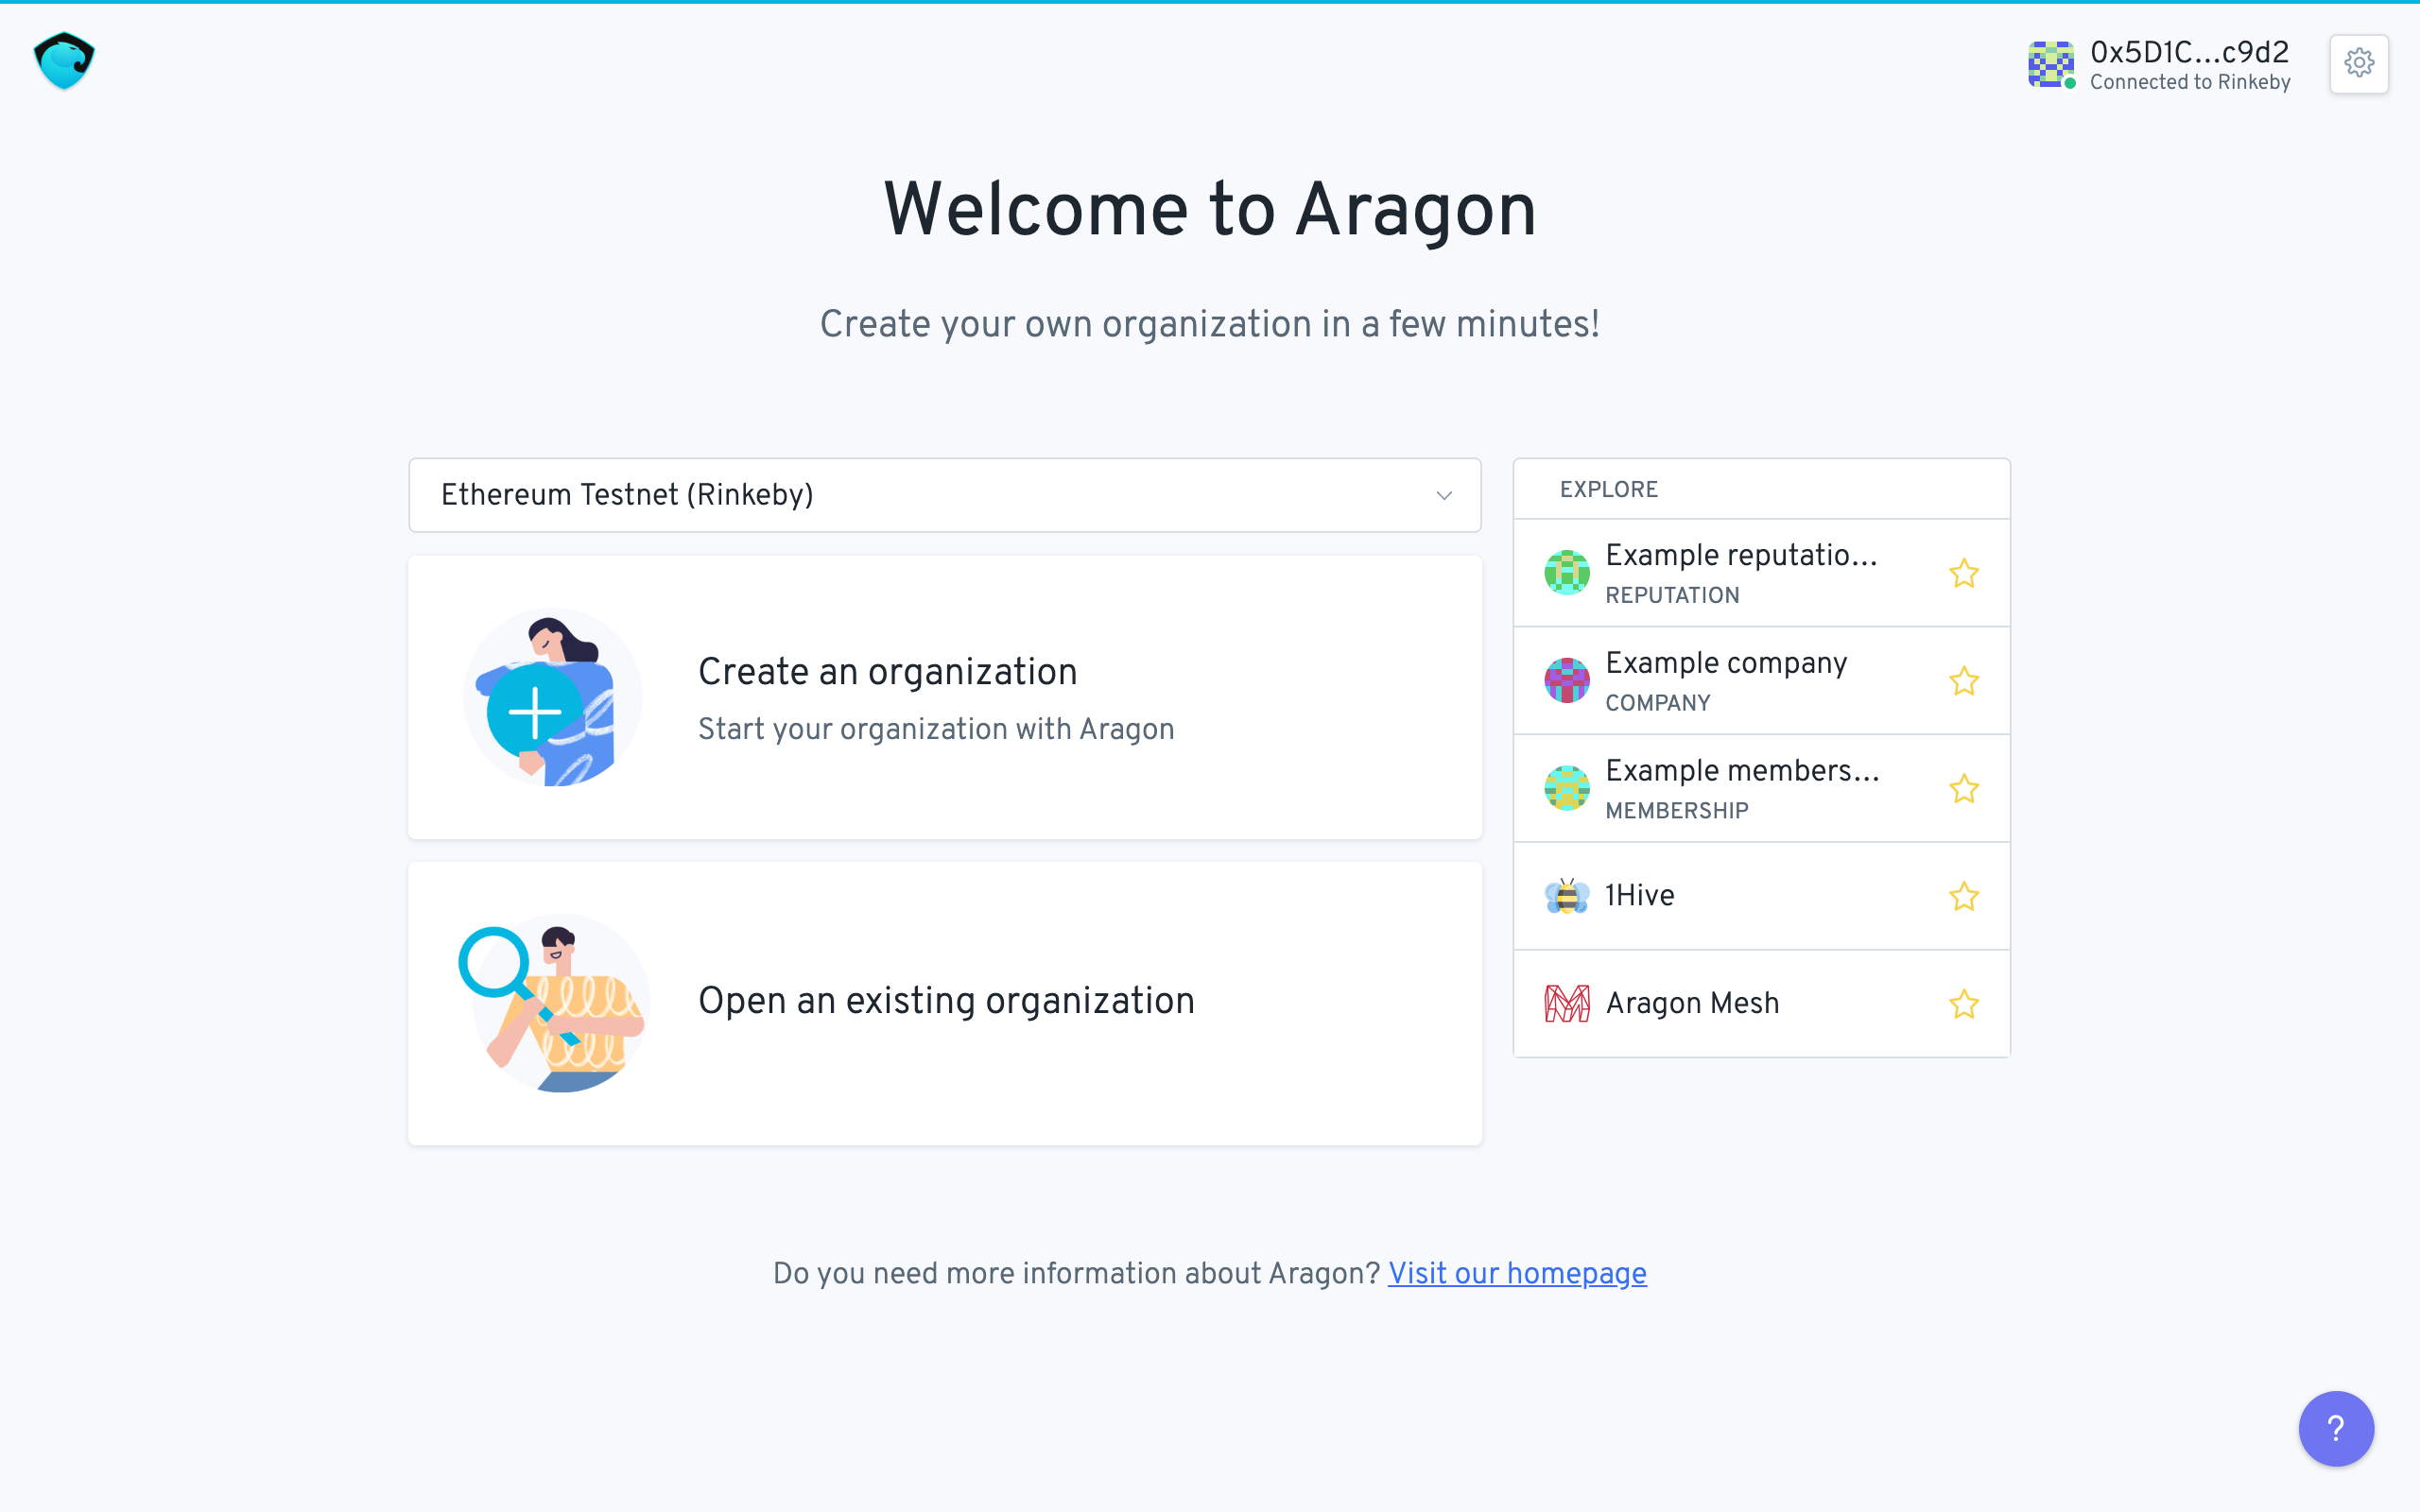 0x5D1C…c9d2
Connected to Rinkeby
Welcome to Aragon
Create your own organization in a few minutes!
Ethereum Testnet (Rinkeby)
Create an organization
Start your organization with Aragon
Open an existing organization
EXPLORE
Example reputatio…
REPUTATION
Example company
COMPANY
Example members…
MEMBERSHIP
1Hive
Aragon Mesh
Do you need more information about Aragon? Visit our homepage
?